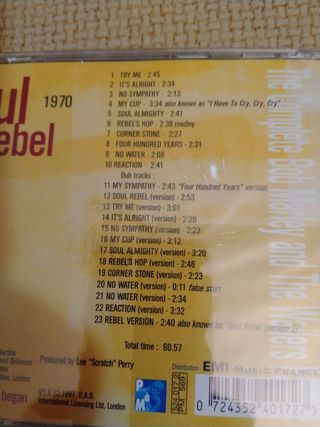 ul
1970
ebel
1 TRY ME - 2:45
2 IT'S ALRIGHT - 2:34
3 NO SYMPATHY - 2:13
4 MY CUP - 3:34 also known as "I Have To Cry, Cry, Cry"
5 SOUL ALMIGHTY - 2:41
6 REBEL'S HOP - 2:38 medley
7 CORNER STONE - 2:27
8 FOUR HUNDRED YEARS - 2:31
9 NO WATER - 2:08
10 REACTION - 2:41
Dub tracks :
11 MY SYMPATHY - 2:43 "Four Hundred Years" version
12 SOUL REBEL (version) - 2:53
13 TRY ME (version) - 3:01
14 IT'S ALRIGHT (version) - 2:29
15 NO SYMPATHY (version) - 2:23
16 MY CUP (version) - 3:12
17 SOUL ALMIGHTY (version) - 3:20
18 REBEL'S HOP (version) - 2:46
19 CORNER STONE (version) - 2:23
20 NO WATER (version) - 0:11 false start
21 NO WATER (version) - 2:34
22 REACTION (version) - 3:32
23 REBEL VERSION - 2:40 also known as "Soul Rebel (version 2)"
Total time : 60.57
Produced by Lee "Scratch" Perry
began
(P) & (C) 1997, D.A.D.
International Licensing Ltd, London
Distribution
EMI MUSIC FRANCE
0 724352 401727